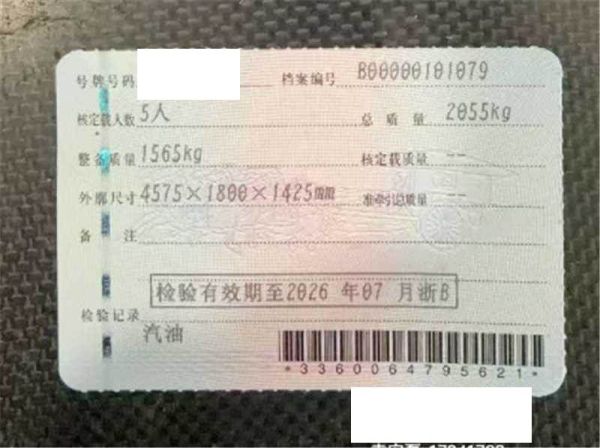 号牌号码 档案编号 B00000101079
核定载人数 5人 总质量 2055kg
整备质量 1565kg 核定载质量 --
外廓尺寸 4575×1800×1425mm 准牵引总质量 --
备注
检验有效期至2026 年07 月浙B
检验记录
汽油
*3360064795621*